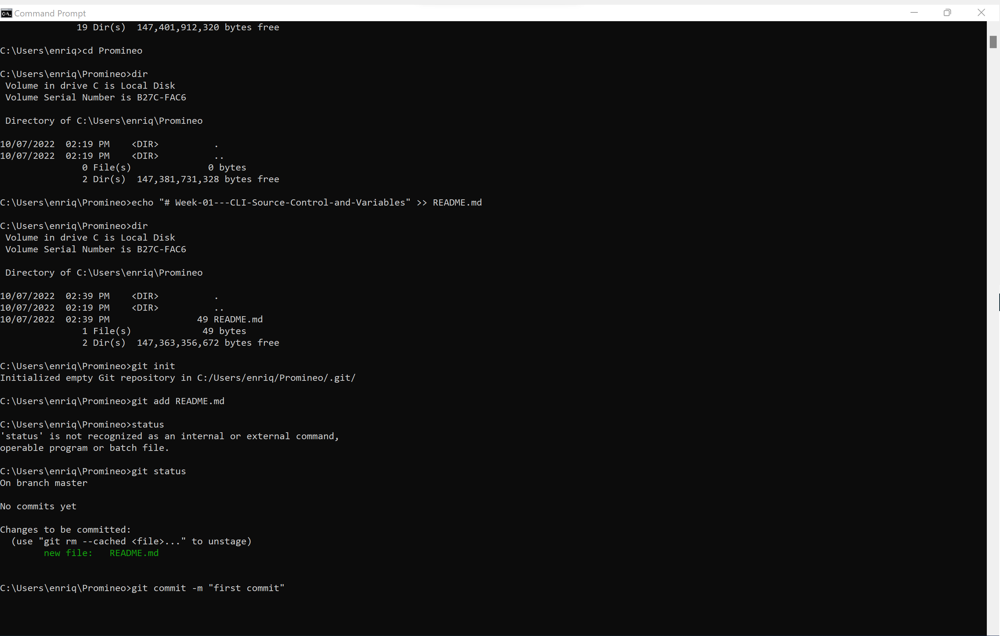 Command Prompt
19 Dir(s)  147,401,912,320 bytes free
C:\Users\enriq>cd Promineo
C:\Users\enriq\Promineo>dir
Volume in drive C is Local Disk
Volume Serial Number is B27C-FAC6
Directory of C:\Users\enriq\Promineo
10/07/2022  02:19 PM    <DIR>          .
10/07/2022  02:19 PM    <DIR>          ..
0 File(s)              0 bytes
2 Dir(s)  147,381,731,328 bytes free
C:\Users\enriq\Promineo>echo "# Week-01---CLI-Source-Control-and-Variables" >> README.md
C:\Users\enriq\Promineo>dir
Volume in drive C is Local Disk
Volume Serial Number is B27C-FAC6
Directory of C:\Users\enriq\Promineo
10/07/2022  02:39 PM    <DIR>          .
10/07/2022  02:19 PM    <DIR>          ..
10/07/2022  02:39 PM                49 README.md
1 File(s)             49 bytes
2 Dir(s)  147,363,356,672 bytes free
C:\Users\enriq\Promineo>git init
Initialized empty Git repository in C:/Users/enriq/Promineo/.git/
C:\Users\enriq\Promineo>git add README.md
C:\Users\enriq\Promineo>status
'status' is not recognized as an internal or external command,
operable program or batch file.
C:\Users\enriq\Promineo>git status
On branch master
No commits yet
Changes to be committed:
(use "git rm --cached <file>..." to unstage)
new file:   README.md
C:\Users\enriq\Promineo>git commit -m "first commit"